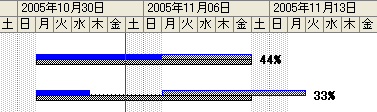 2005年10月30日 2005年11月06日 2005年11月13日
土 日 月 火 水 木 金 土 日 月 火 水 木 金 土 日 月 火 水 木 金
44%
33%